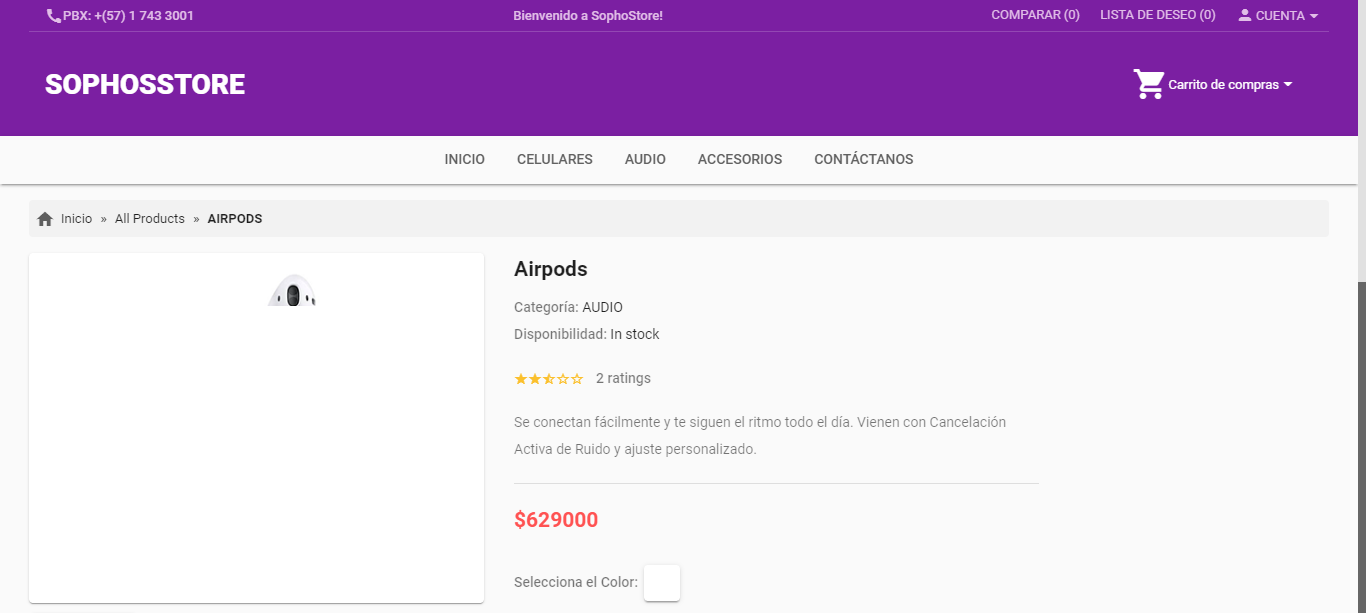 PBX: +(57) 1 743 3001
Bienvenido a SophoStore!
COMPARAR (0)
LISTA DE DESEO (0)
CUENTA
SOPHOSSTORE
Carrito de compras
INICIO
CELULARES
AUDIO
ACCESORIOS
CONTÁCTANOS
Inicio » All Products » AIRPODS
Airpods
Categoría: AUDIO
Disponibilidad: In stock
2 ratings
Se conectan fácilmente y te siguen el ritmo todo el día. Vienen con Cancelación
Activa de Ruido y ajuste personalizado.
$629000
Selecciona el Color: